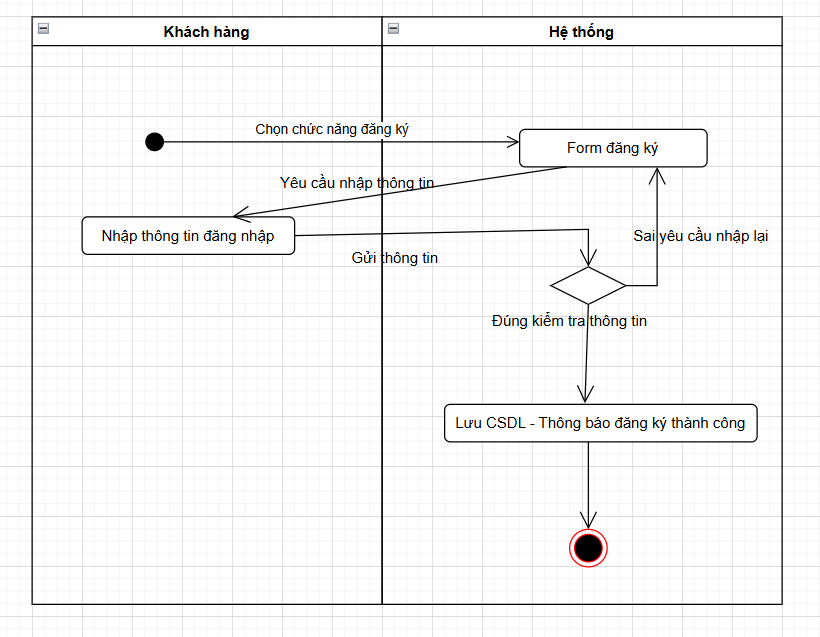 Khách hàng
Hệ thống
Chọn chức năng đăng ký
Form đăng ký
Yêu cầu nhập thông tin
Nhập thông tin đăng nhập
Sai yêu cầu nhập lại
Gửi thông tin
Đúng kiểm tra thông tin
Lưu CSDL - Thông báo đăng ký thành công